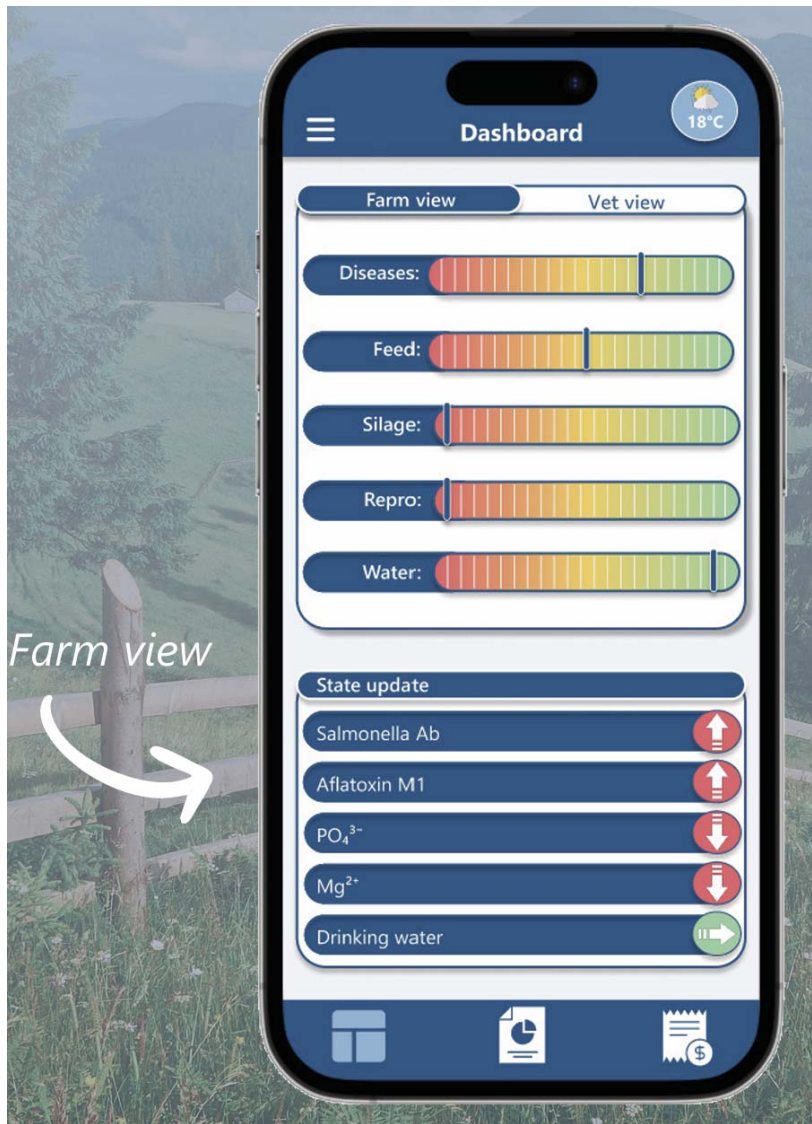 18°C
Dashboard
Farm view
Vet view
Diseases:
Feed:
Silage:
Repro:
Water:
Farm view
State update
Salmonella Ab
Aflatoxin M1
PO₄³⁻
Mg²⁺
Drinking water
$